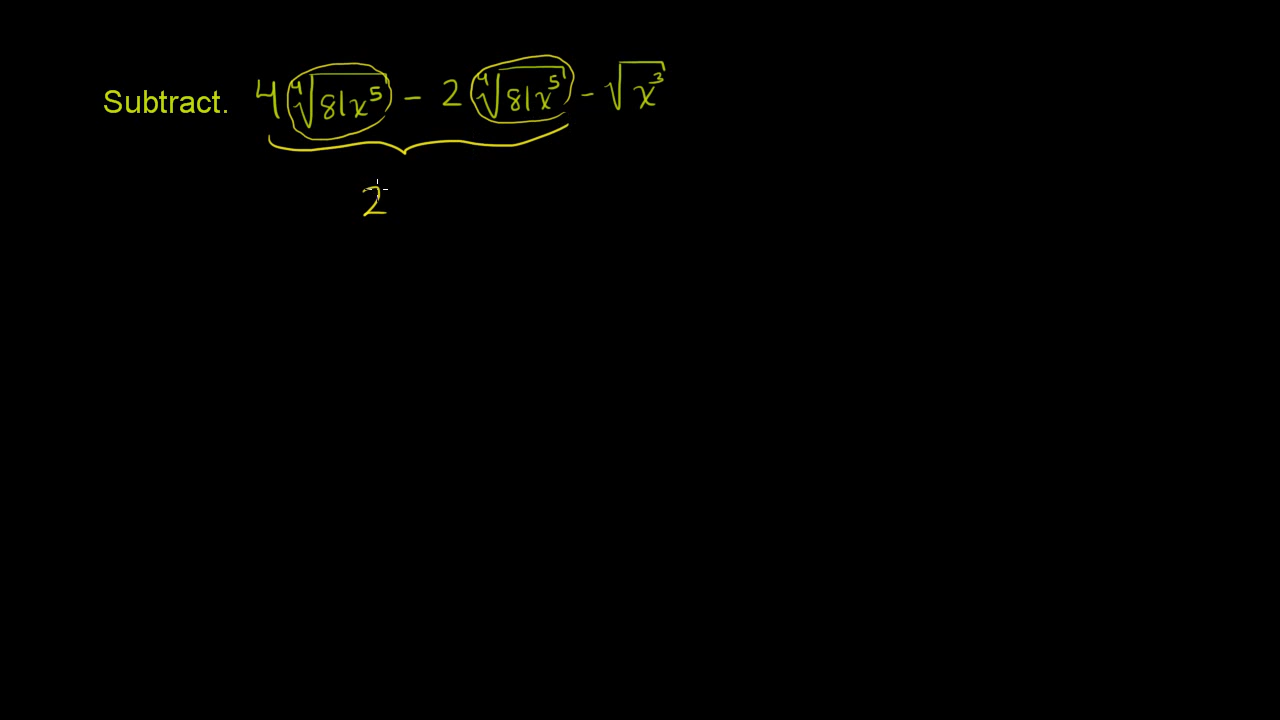 Subtract. 4∜81x⁵ - 2∜81x⁵ - √x³
2